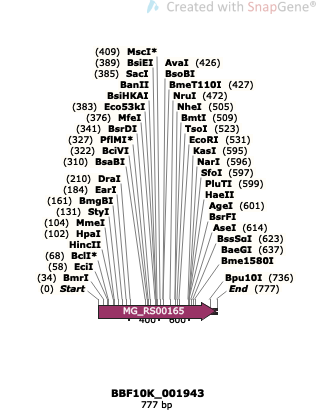 Created with SnapGene®
(409) MscI*
(389) BsiEI AvaI (426)
(385) SacI BsoBI
BanII BmeT110I (427)
BsiHKAI NruI (472)
(383) Eco53kI NheI (505)
(376) MfeI BmtI (509)
(341) BsrDI TsoI (523)
(327) PflMI* EcoRI (531)
(322) BciVI KasI (595)
(310) BsaBI NarI (596)
SfoI (597)
(210) DraI PluTI (599)
(184) EarI HaeII
(161) BmgBI AgeI (601)
(131) StyI BsrFI
(104) MmeI AseI (614)
(102) HpaI BssSαI (623)
HincII BaeGI (637)
(68) BclI* Bme1580I
(58) EciI
(34) BmrI Bpu10I (736)
(0) Start End (777)
MG_RS00165
400 600
BBF10K_001943
777 bp